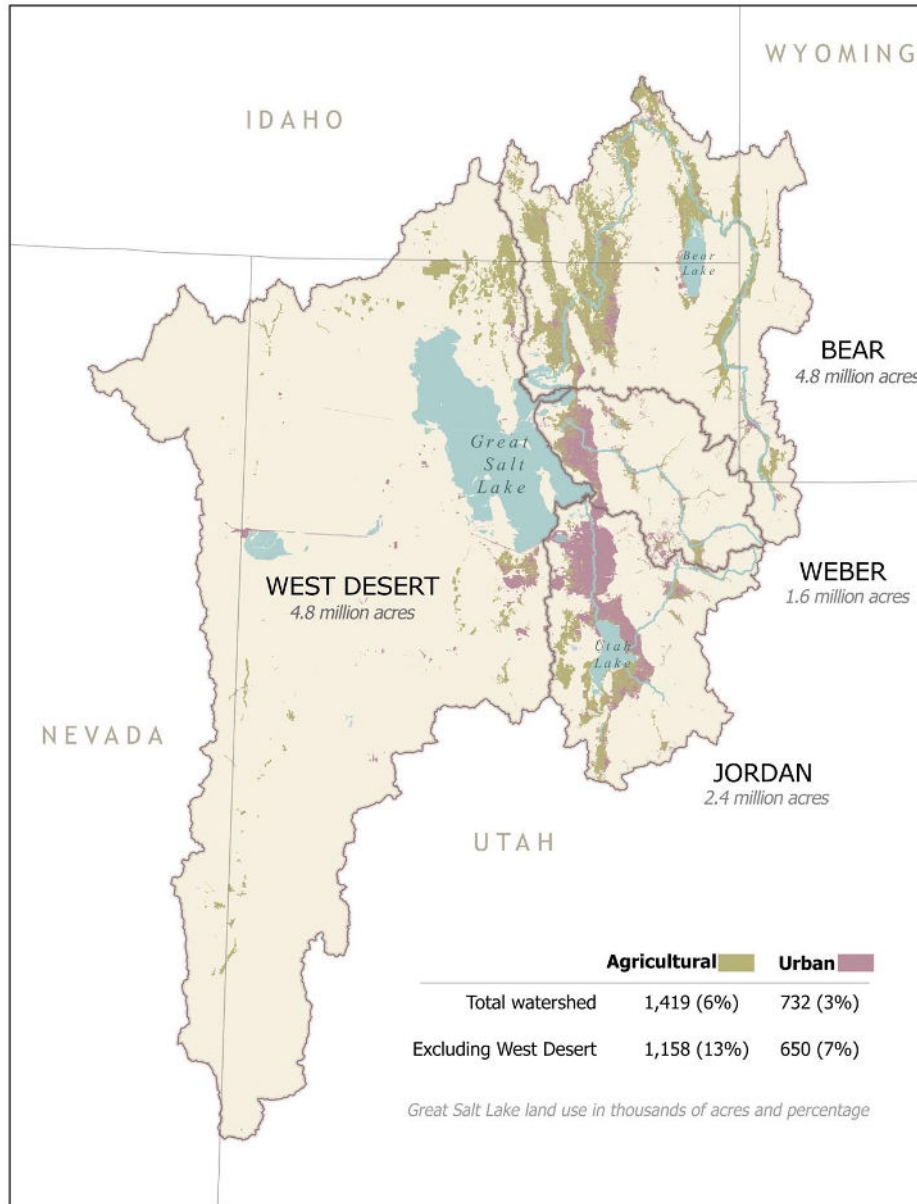 WYOMING
IDAHO
Bear
Lake
BEAR
4.8 million acres
Great
Salt
Lake
WEST DESERT
4.8 million acres
WEBER
1.6 million acres
Utah
Lake
NEVADA
JORDAN
2.4 million acres
UTAH
Agricultural Urban
Total watershed 1,419 (6%) 732 (3%)
Excluding West Desert 1,158 (13%) 650 (7%)
Great Salt Lake land use in thousands of acres and percentage